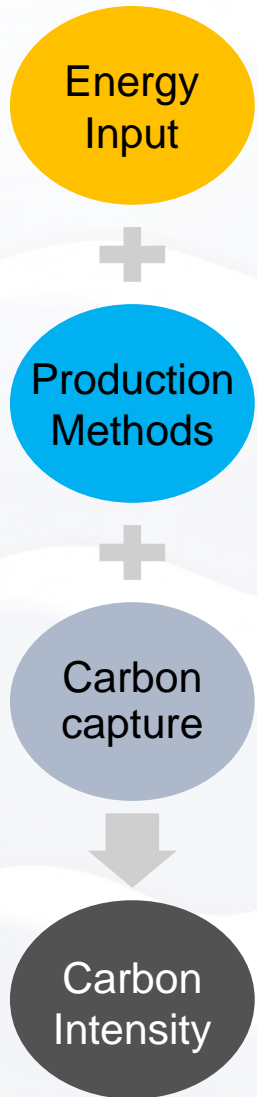 Energy
Input
Production
Methods
Carbon
capture
Carbon
Intensity